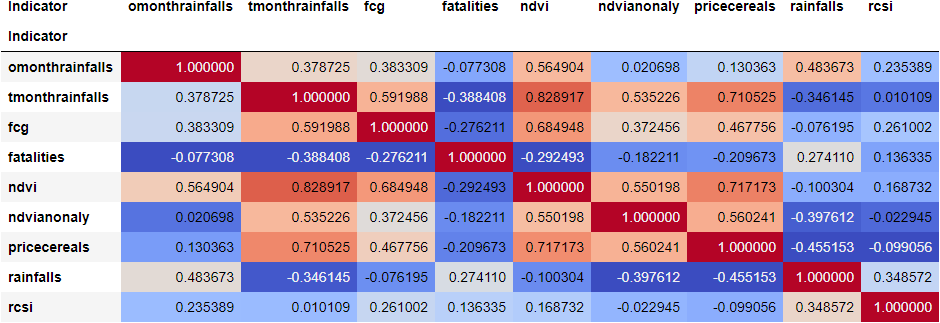 Indicator omonthrainfalls tmonthrainfalls fcg fatalities ndvi ndvianonaly pricecereals rainfalls rcsi
Indicator
omonthrainfalls 1.000000 0.378725 0.383309 -0.077308 0.564904 0.020698 0.130363 0.483673 0.235389
tmonthrainfalls 0.378725 1.000000 0.591988 -0.388408 0.828917 0.535226 0.710525 -0.346145 0.010109
fcg 0.383309 0.591988 1.000000 -0.276211 0.684948 0.372456 0.467756 -0.076195 0.261002
fatalities -0.077308 -0.388408 -0.276211 1.000000 -0.292493 -0.182211 -0.209673 0.274110 0.136335
ndvi 0.564904 0.828917 0.684948 -0.292493 1.000000 0.550198 0.717173 -0.100304 0.168732
ndvianonaly 0.020698 0.535226 0.372456 -0.182211 0.550198 1.000000 0.560241 -0.397612 -0.022945
pricecereals 0.130363 0.710525 0.467756 -0.209673 0.717173 0.560241 1.000000 -0.455153 -0.099056
rainfalls 0.483673 -0.346145 -0.076195 0.274110 -0.100304 -0.397612 -0.455153 1.000000 0.348572
rcsi 0.235389 0.010109 0.261002 0.136335 0.168732 -0.022945 -0.099056 0.348572 1.000000